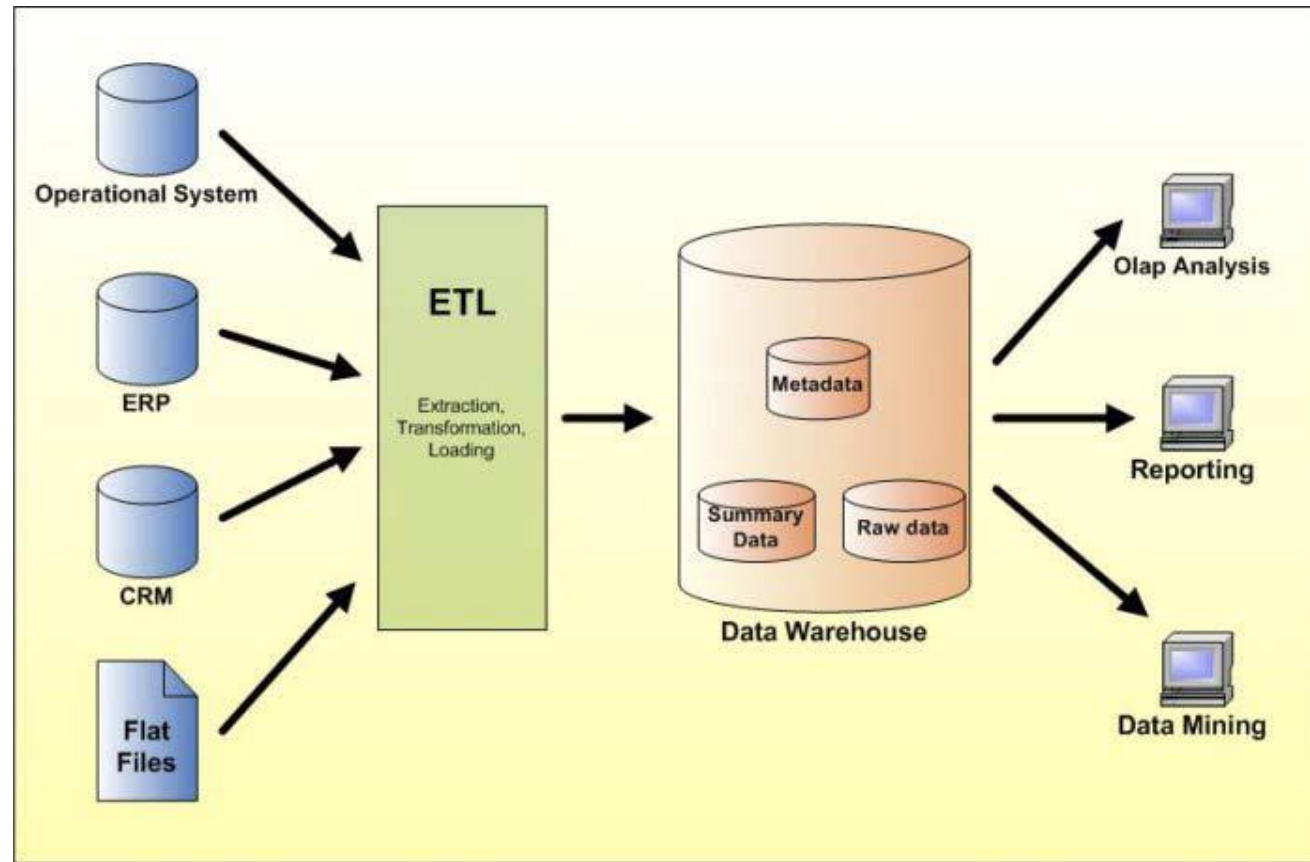 Operational System
ERP
CRM
Flat
Files
ETL
Extraction,
Transformation,
Loading
Metadata
Summary
Data
Raw data
Data Warehouse
Olap Analysis
Reporting
Data Mining